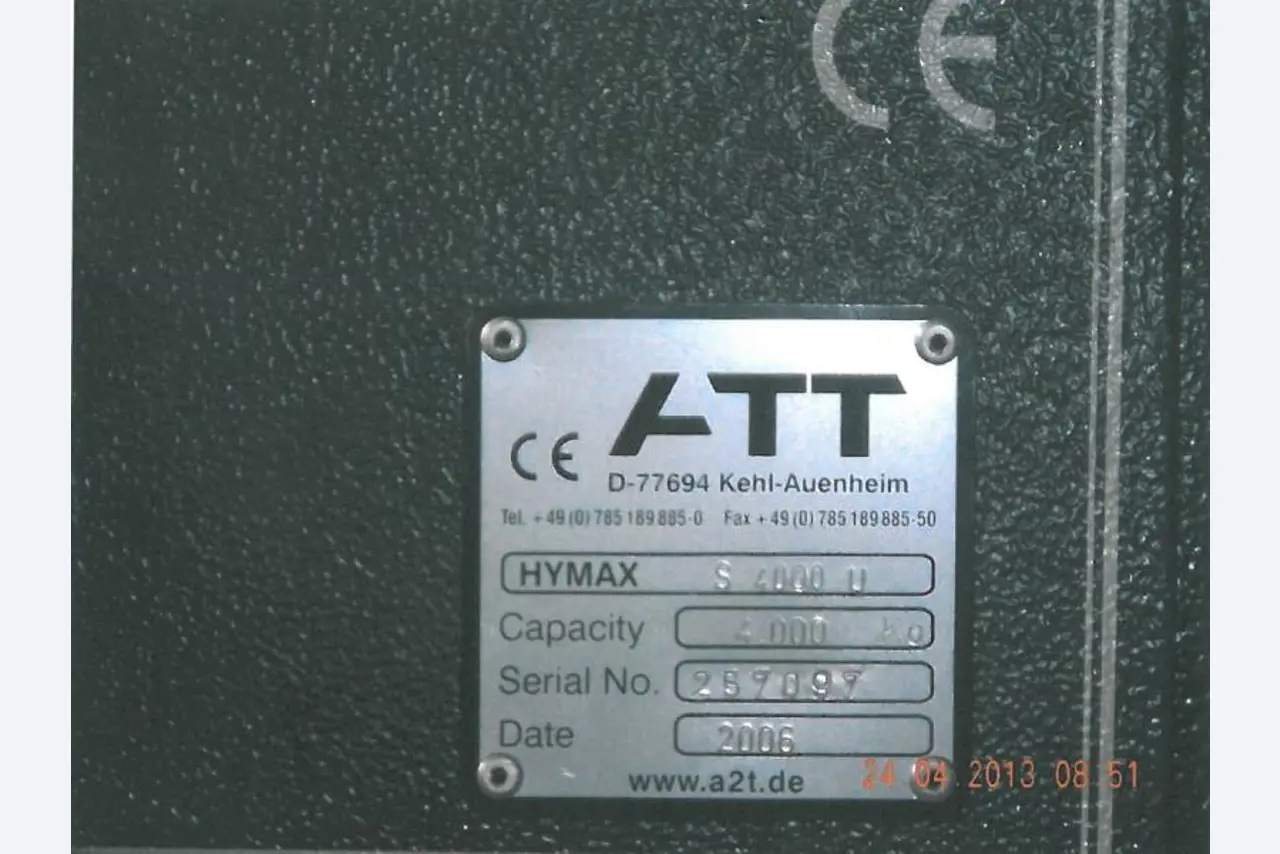 CE
ATT
CE
D-77694 Kehl-Auenheim
Tel. +49 (0) 785 189 885-0 Fax +49 (0) 785 189 885-50
HYMAX S 4000 U
Capacity 4.000 kg
Serial No. 257097
Date 2006
www.a2t.de
24 04 2013 08 51